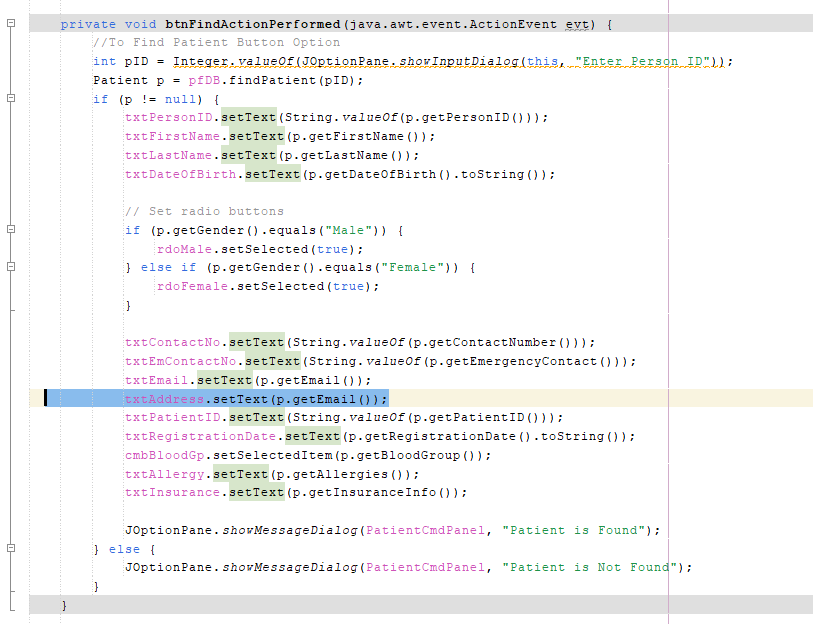 private void btnFindActionPerformed(java.awt.event.ActionEvent evt) {
//To Find Patient Button Option
int pID = Integer.valueOf(JOptionPane.showInputDialog(this, "Enter Person ID"));
Patient p = pfDB.findPatient(pID);
if (p != null) {
txtPersonID.setText(String.valueOf(p.getPersonID()));
txtFirstName.setText(p.getFirstName());
txtLastName.setText(p.getLastName());
txtDateOfBirth.setText(p.getDateOfBirth().toString());
// Set radio buttons
if (p.getGender().equals("Male")) {
rdoMale.setSelected(true);
} else if (p.getGender().equals("Female")) {
rdoFemale.setSelected(true);
}
txtContactNo.setText(String.valueOf(p.getContactNumber()));
txtEmContactNo.setText(String.valueOf(p.getEmergencyContact()));
txtEmail.setText(p.getEmail());
txtAddress.setText(p.getEmail());
txtPatientID.setText(String.valueOf(p.getPatientID()));
txtRegistrationDate.setText(p.getRegistrationDate().toString());
cmbBloodGp.setSelectedItem(p.getBloodGroup());
txtAllergy.setText(p.getAllergies());
txtInsurance.setText(p.getInsuranceInfo());
JOptionPane.showMessageDialog(PatientCmdPanel, "Patient is Found");
} else {
JOptionPane.showMessageDialog(PatientCmdPanel, "Patient is Not Found");
}
}